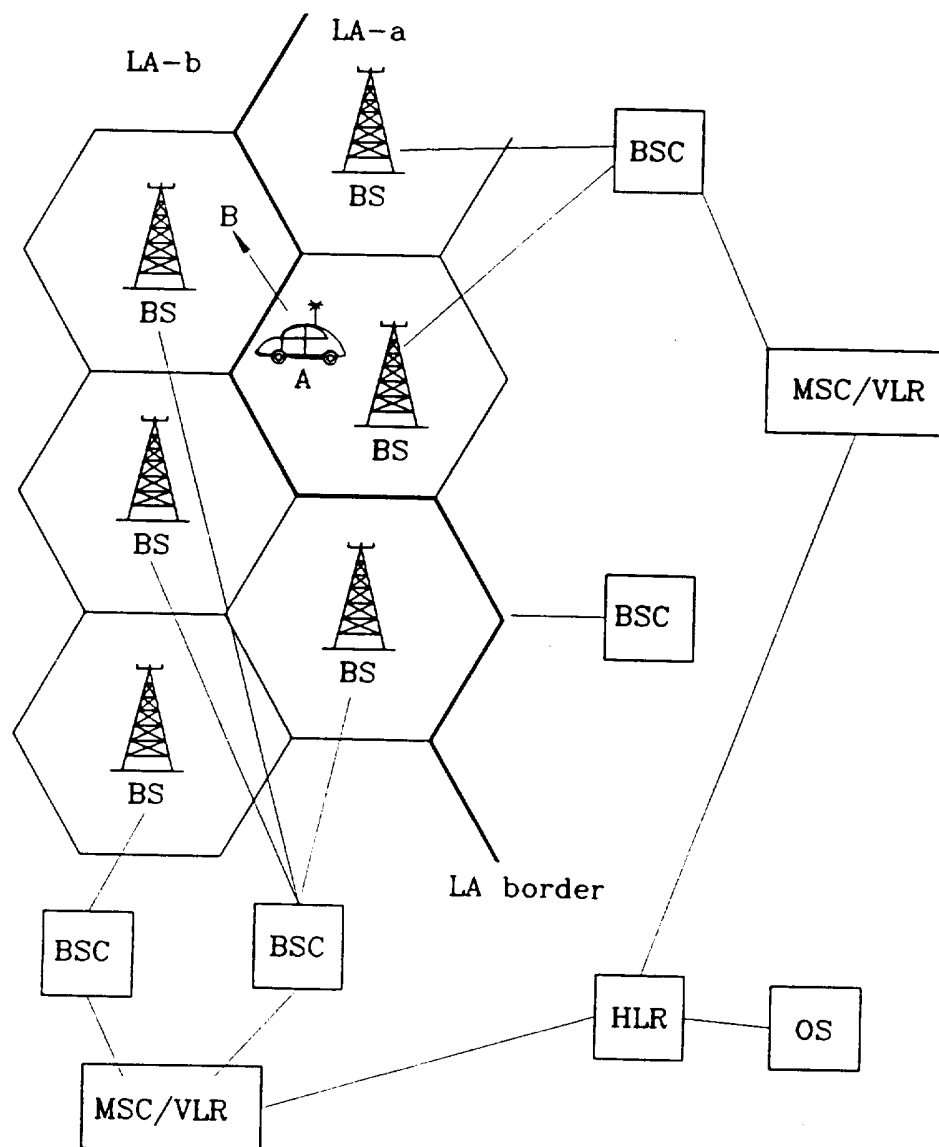 LA-a
LA-b
BSC
BS
B
BS
A
MSC/VLR
BS
BS
BSC
BS
BS
LA border
BSC
BSC
HLR
OS
MSC/VLR